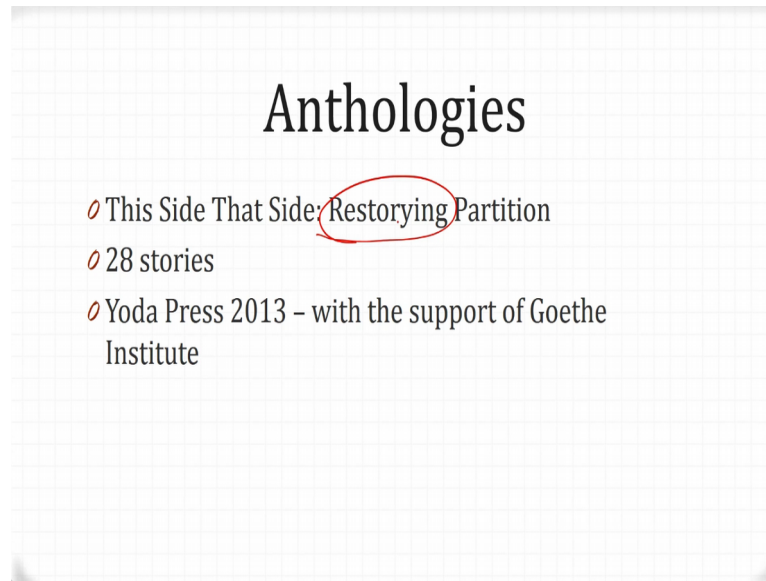 Anthologies
This Side That Side: Restorying Partition
28 stories
Yoda Press 2013 – with the support of Goethe
Institute